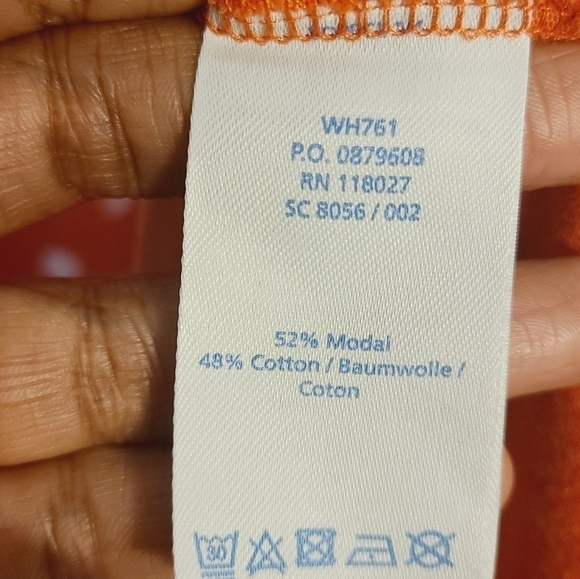 WH761
P.O. 0879608
RN 118027
SC 8056 / 002
52% Modal
48% Cotton / Baumwolle /
Coton
30